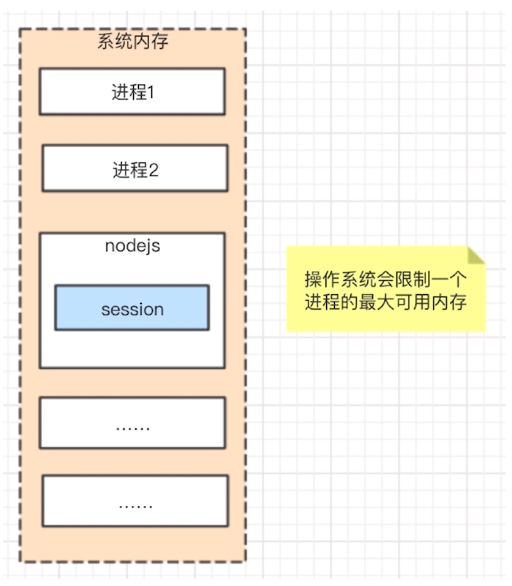 系统内存
进程1
进程2
nodejs
session
操作系统会限制一个
进程的最大可用内存
……
……